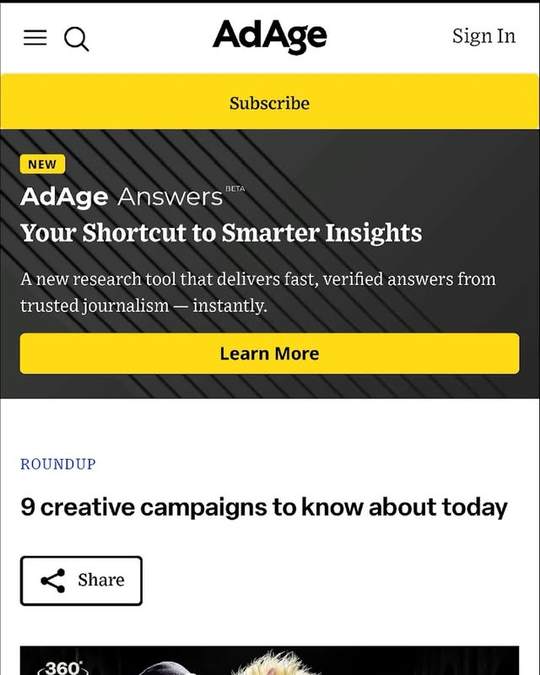 AdAge
Sign In
Subscribe
NEW
AdAge Answers BETA
Your Shortcut to Smarter Insights
A new research tool that delivers fast, verified answers from
trusted journalism — instantly.
Learn More
ROUNDUP
9 creative campaigns to know about today
Share
360°